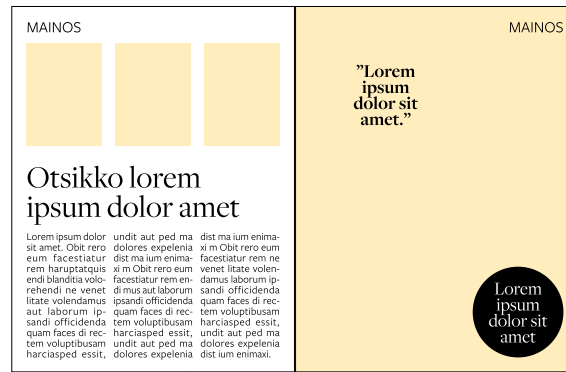 MAINOS
Otsikko lorem
ipsum dolor amet
Lorem ipsum dolor
sit amet. Obit rero
eum facestiatur
rem haruptatquis
endi blanditia volo-
rehendi ne venet
litate volendamus
aut laborum ip-
sandi officidenda
quam faces di rec-
tem voluptibusam
harciasped essit,
undit aut ped ma
dolores expelenia
dist ma ium enima-
xi m Obit rero eum
facestiatur rem en-
di mus aut laborum
ipsandi officidenda
quam faces di rec-
tem voluptibusam
harciasped essit,
undit aut ped ma
dolores expelenia
dist ma ium enima-
xi m Obit rero eum
facestiatur rem ne
venet litate volen-
damus laborum ip-
sandi officidenda
quam faces di rec-
tem voluptibusam
harciasped essit,
undit aut ped ma
dolores expelenia
dist ium enimaxi.
MAINOS
”Lorem
ipsum
dolor sit
amet.”
Lorem
ipsum
dolor sit
amet